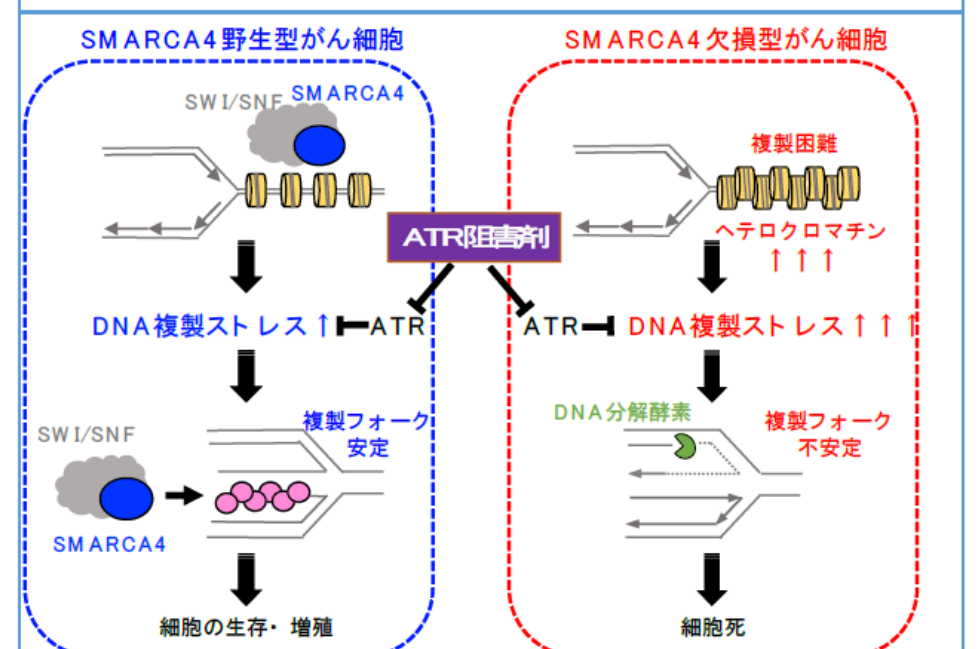 SMARCA4野生型がん細胞
SWI/SNF
SMARCA4
DNA複製ストレス↑
ATR
複製フォーク
安定
SWI/SNF
SMARCA4
細胞の生存・増殖
ATR阻害剤
SMARCA4欠損型がん細胞
複製困難
ヘテロクロマチン
↑↑↑
ATR
DNA複製ストレス↑↑↑
DNA分解酵素
複製フォーク
不安定
細胞死